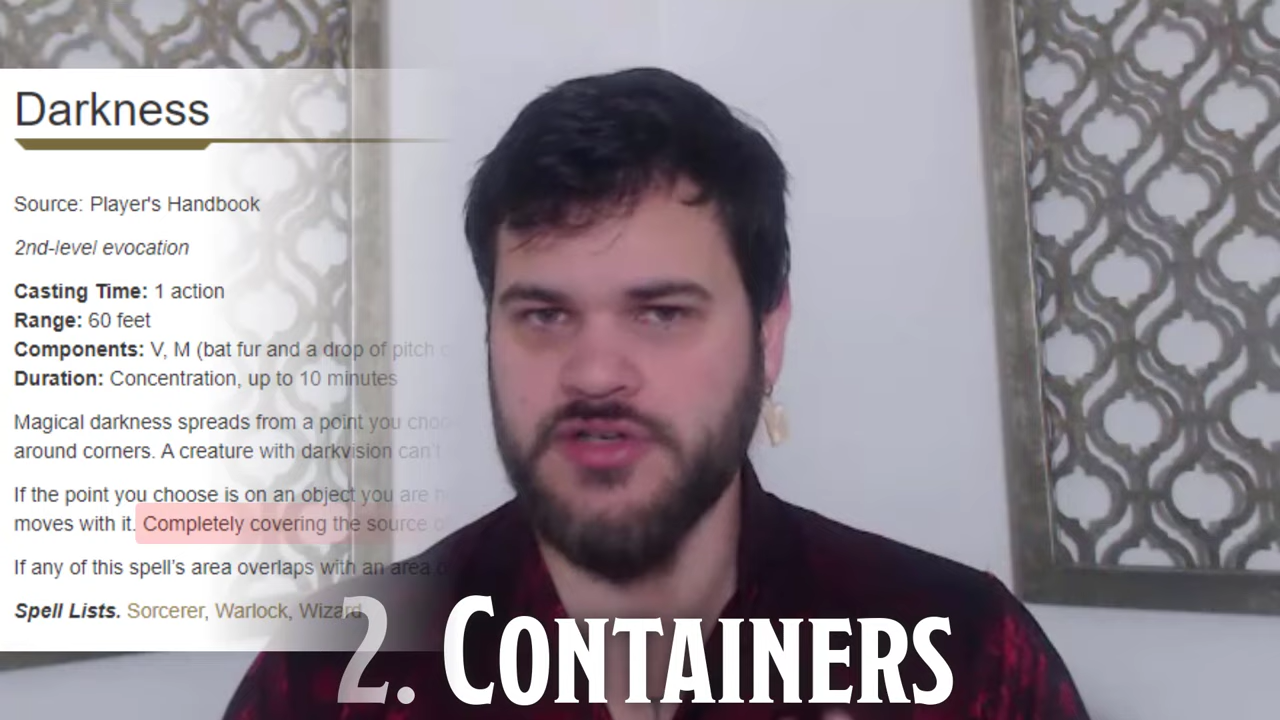 Darkness
Source: Player's Handbook
2nd-level evocation
Casting Time: 1 action
Range: 60 feet
Components: V, M (bat fur and a drop of pitch
Duration: Concentration, up to 10 minutes
Magical darkness spreads from a point you choo
around corners. A creature with darkvision can't
If the point you choose is on an object you are
moves with it. Completely covering the source
If any of this spell's area overlaps with an area
Spell Lists. Sorcerer, Warlock, Wizard
2. Containers